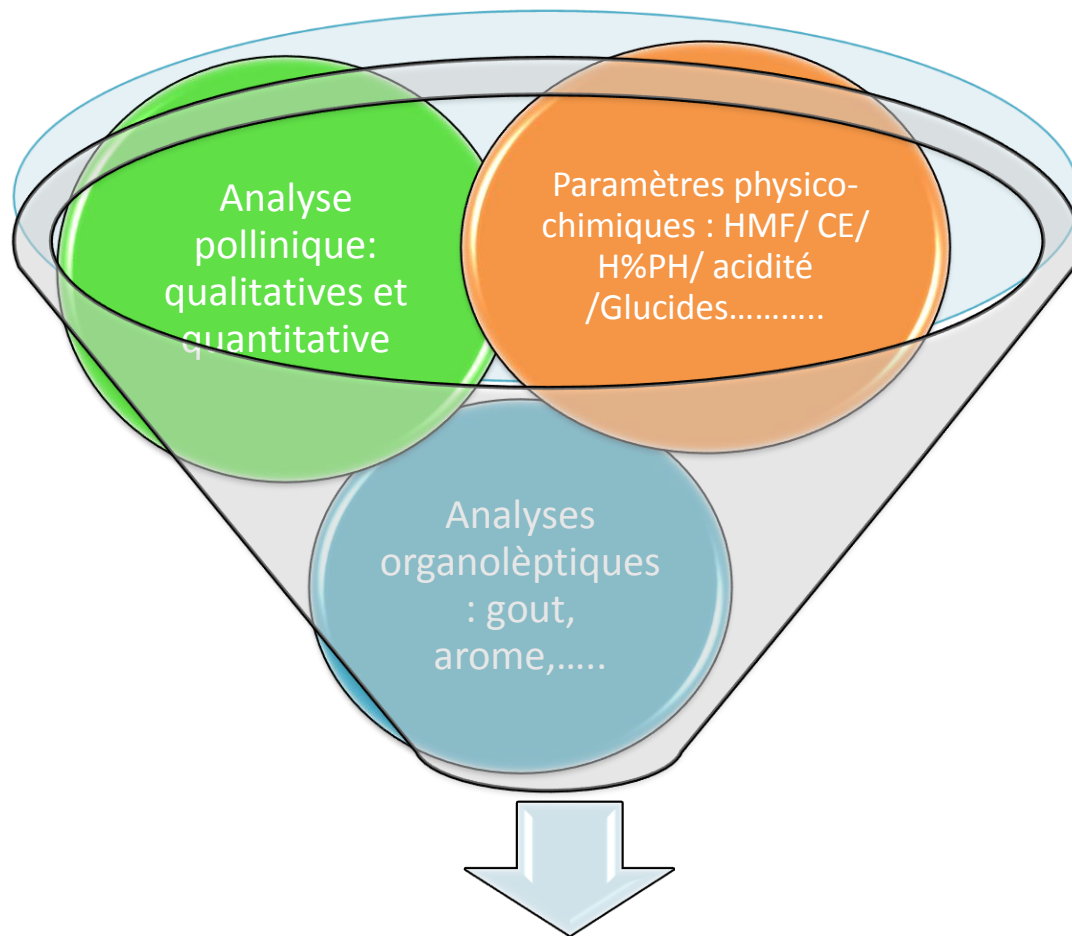 Analyse
pollinique:
qualitatives et
quantitative
Paramètres physico-
chimiques : HMF/ CE/
H%PH/ acidité
/Glucides………..
Analyses
organolèptiques
: gout,
arome,…..